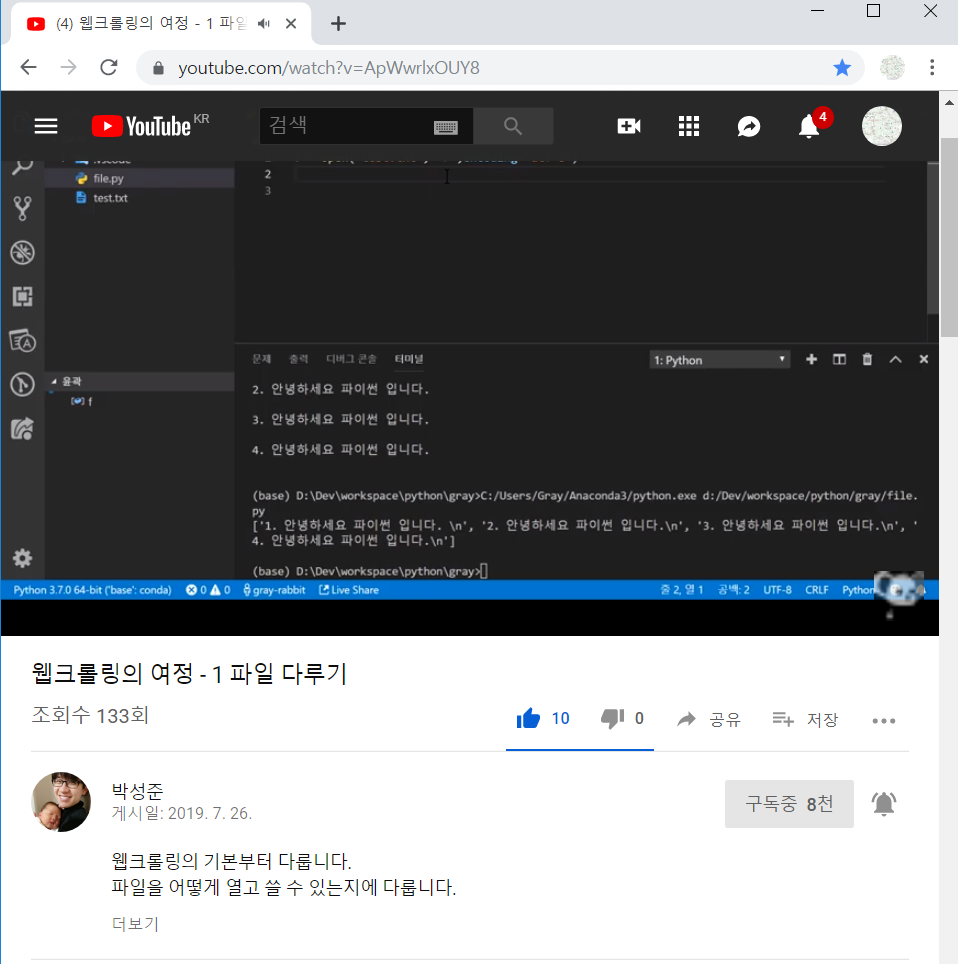 (4) 웹크롤링의 여정 - 1 파일
youtube.com/watch?v=ApWwrlxOUY8
YouTube KR
검색
4
.vscode
file.py
test.txt
2
3
문제 출력 디버그 콘솔 터미널
1: Python
윤곽
f
2. 안녕하세요 파이썬 입니다.
3. 안녕하세요 파이썬 입니다.
4. 안녕하세요 파이썬 입니다.
(base) D:\Dev\workspace\python\gray>C:/Users/Gray/Anaconda3/python.exe d:/Dev/workspace/python/gray/file.
py
['1. 안녕하세요 파이썬 입니다. \n', '2. 안녕하세요 파이썬 입니다.\n', '3. 안녕하세요 파이썬 입니다.\n', '
4. 안녕하세요 파이썬 입니다.\n']
(base) D:\Dev\workspace\python\gray>
Python 3.7.0 64-bit ('base': conda) 0 0 gray-rabbit Live Share 줄 2, 열 1 공백: 2 UTF-8 CRLF Python
웹크롤링의 여정 - 1 파일 다루기
조회수 133회
10 0 공유 저장
박성준
게시일: 2019. 7. 26.
구독중 8천
웹크롤링의 기본부터 다룹니다.
파일을 어떻게 열고 쓸 수 있는지에 다룹니다.
더보기